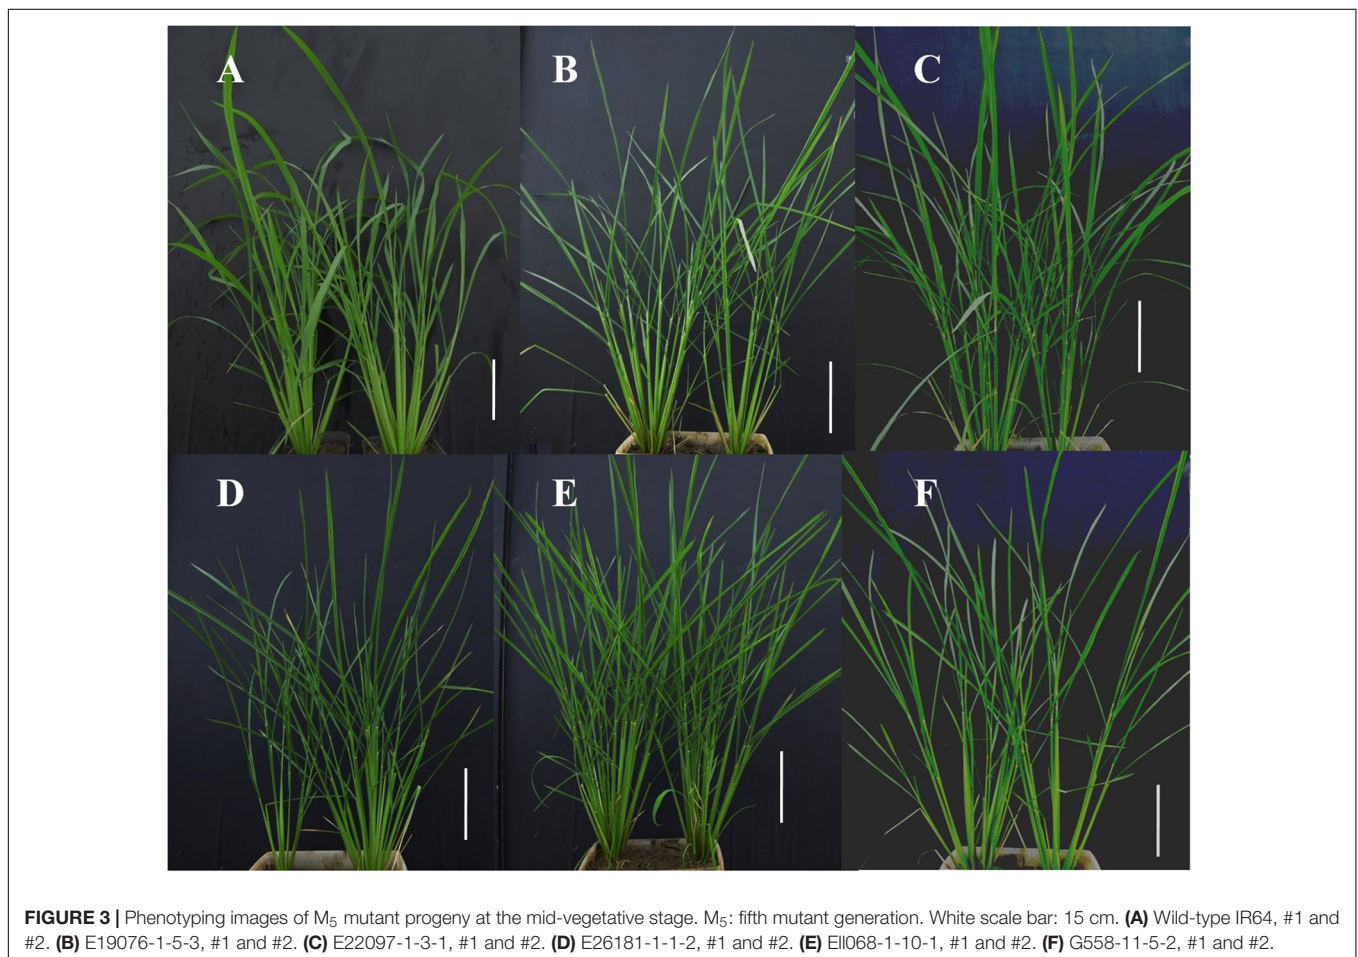 A
B
C
D
E
F
FIGURE 3 | Phenotyping images of M5 mutant progeny at the mid-vegetative stage. M5: fifth mutant generation. White scale bar: 15 cm. (A) Wild-type IR64, #1 and
#2. (B) E19076-1-5-3, #1 and #2. (C) E22097-1-3-1, #1 and #2. (D) E26181-1-1-2, #1 and #2. (E) Ell068-1-10-1, #1 and #2. (F) G558-11-5-2, #1 and #2.